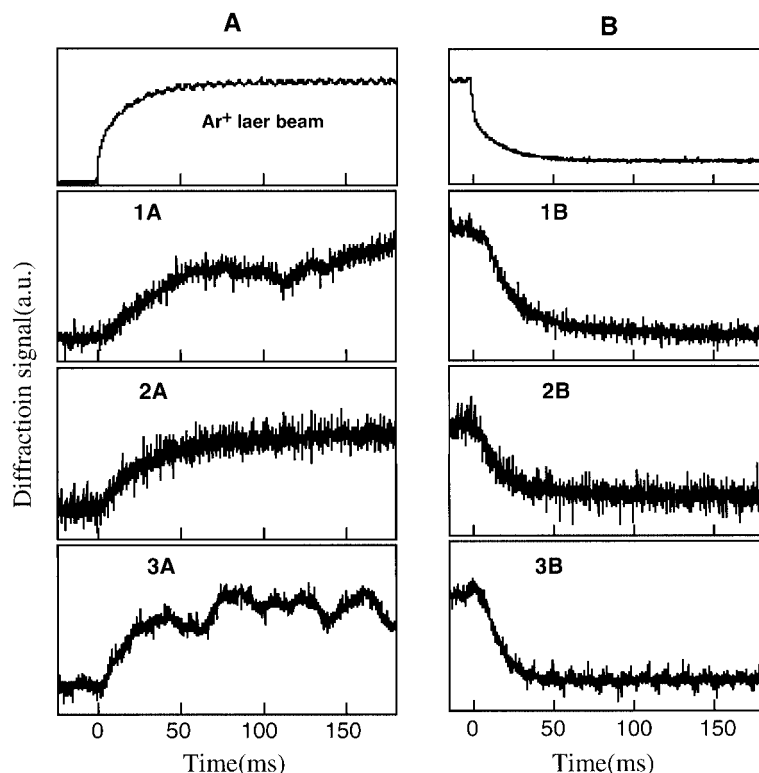 A
B
Ar+ laer beam
1A
1B
2A
2B
3A
3B
Diffractioin signal(a.u.)
0 50 100 150
0 50 100 150
Time(ms)
Time(ms)